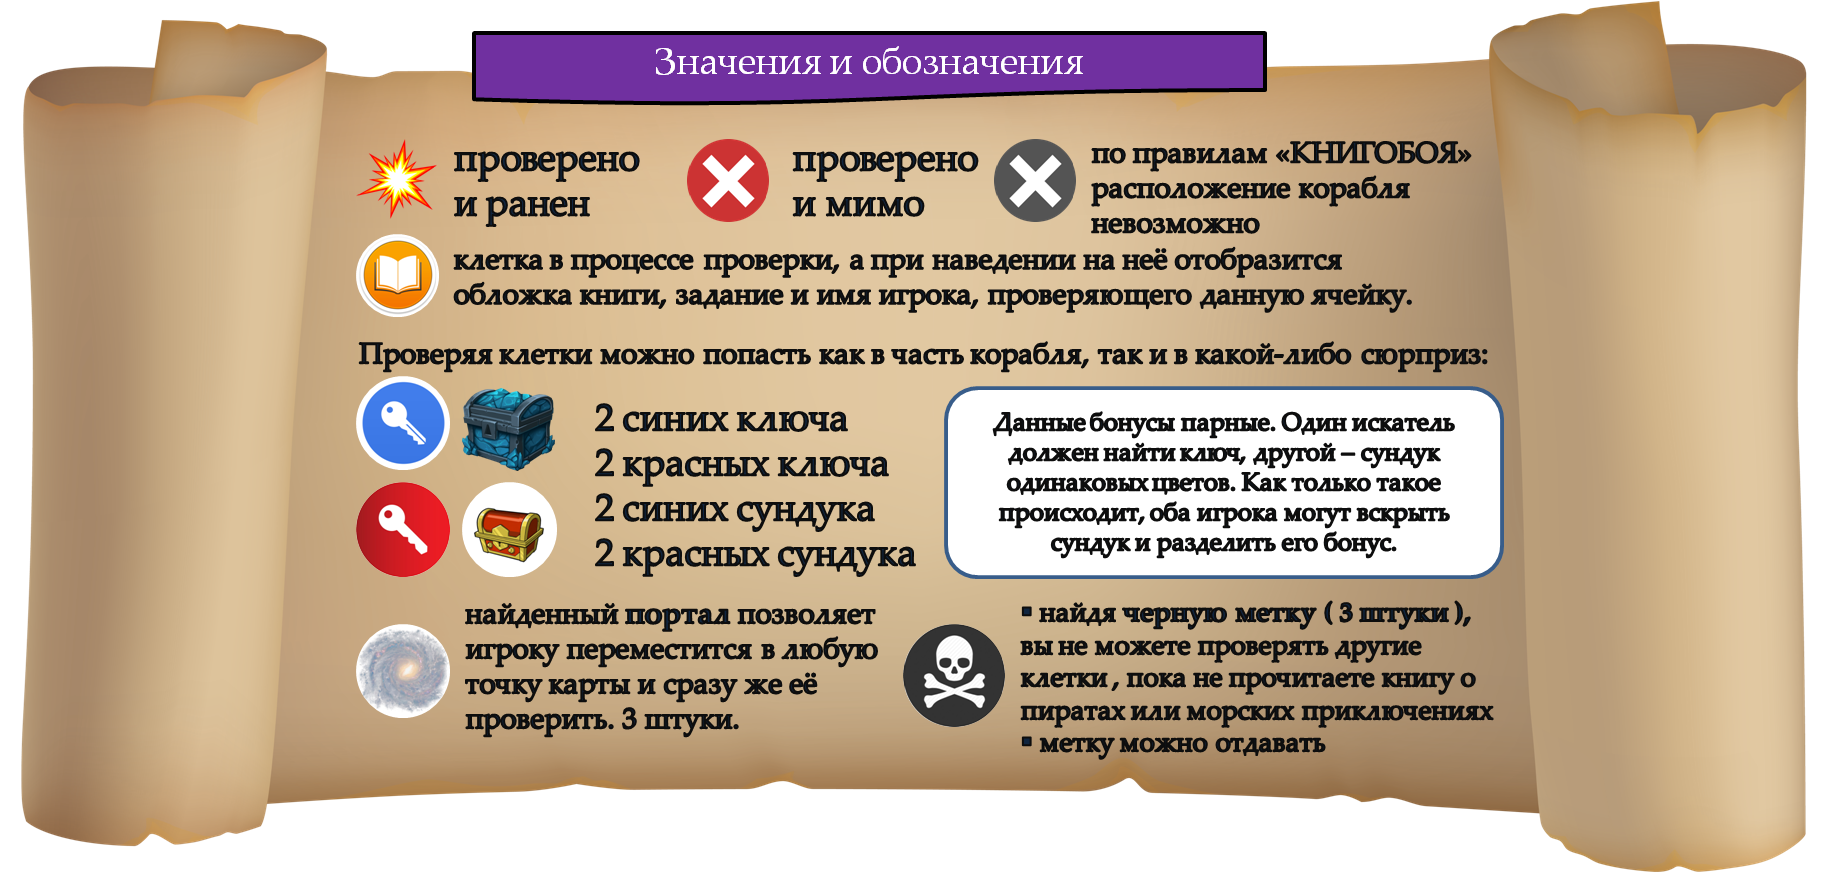 Значения и обозначения
проверено
и ранен
проверено
и мимо
по правилам «КНИГОБОЯ»
расположение корабля
невозможно
клетка в процессе проверки, а при наведении на неё отобразится
обложка книги, задание и имя игрока, проверяющего данную ячейку.
Проверяя клетки можно попасть как в часть корабля, так и в какой-либо сюрприз:
2 синих ключа
2 красных ключа
2 синих сундука
2 красных сундука
Данные бонусы парные. Один искатель
должен найти ключ, другой – сундук
одинаковых цветов. Как только такое
происходит, оба игрока могут вскрыть
сундук и разделить его бонус.
найденный портал позволяет
игроку переместится в любую
точку карты и сразу же её
проверить. 3 штуки.
▪ найдя черную метку ( 3 штуки ),
вы не можете проверять другие
клетки , пока не прочитаете книгу о
пиратах или морских приключениях
▪ метку можно отдавать